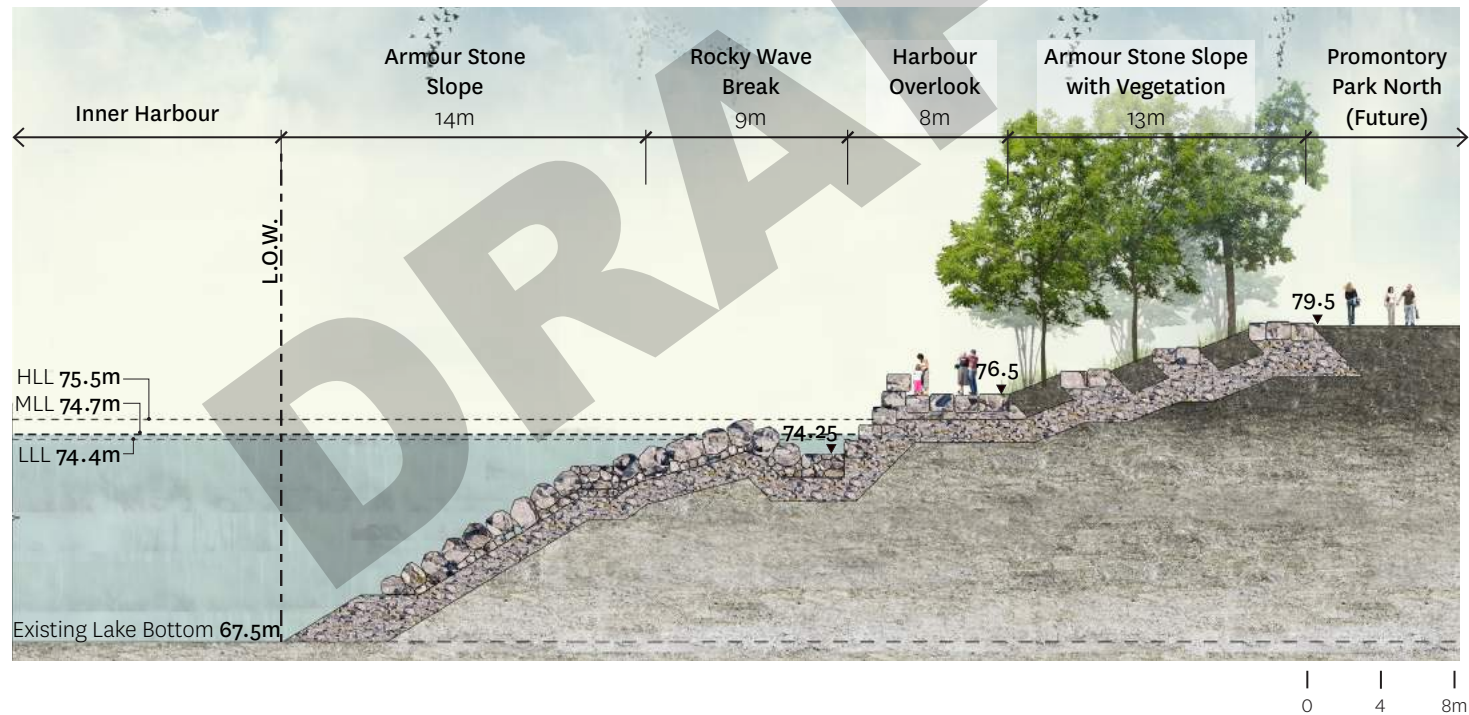 Inner Harbour
Armour Stone
Slope
14m
Rocky Wave
Break
9m
Harbour
Overlook
8m
Armour Stone Slope
with Vegetation
13m
Promontory
Park North
(Future)
L.O.W.
DRAF
79.5
76.5
HLL 75.5m
MLL 74.7m
LLL 74.4m
74.25
Existing Lake Bottom 67.5m
0 4 8m